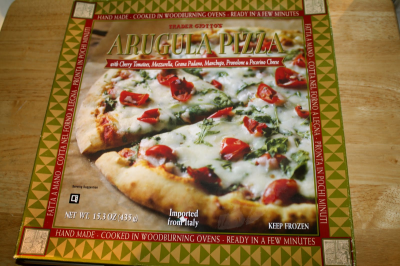 HAND MADE - COOKED IN WOODBURNING OVENS - READY IN A FEW MINUTES
TRADER GIOTTO'S
ARUGULA PIZZA
with Cherry Tomatoes, Mozzarella, Grana Padano, Manchego, Provolone & Pecorino Cheese
FATTA A MANO - COTTA NEL FORNO A LEGNA - PRONTA IN POCHI MINUTI
FATTA A MANO - COTTA NEL FORNO A LEGNA - PRONTA IN POCHI MINUTI
Serving Suggestion
NET WT. 15.3 OZ (435 g)
Imported
from Italy
KEEP FROZEN
HAND MADE - COOKED IN WOODBURNING OVENS - READY IN A FEW MINUTES